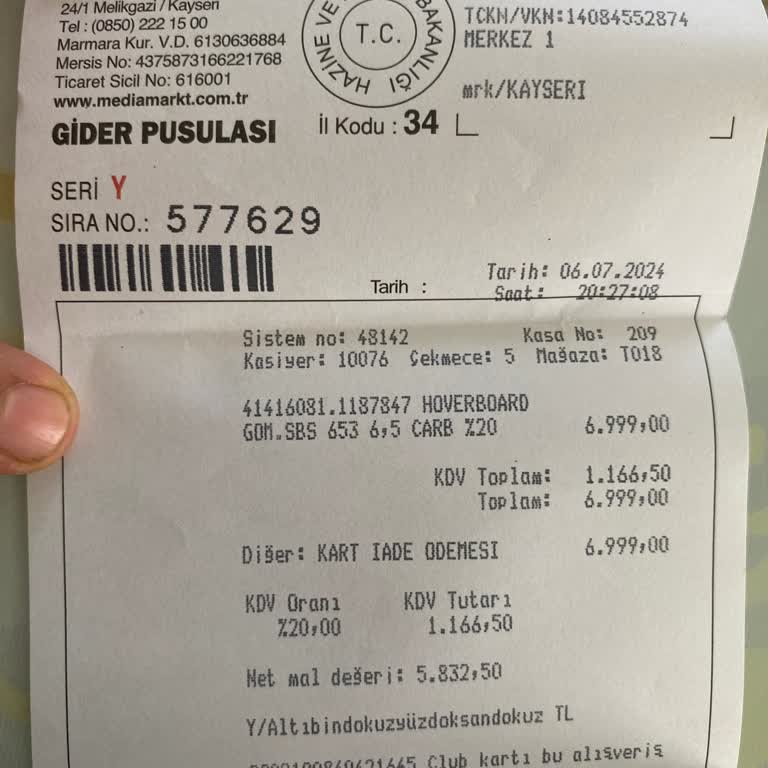 24/1 Melikgazi / Kayseri
Tel : (0850) 222 15 00
Marmara Kur. V.D. 6130636884
Mersis No: 4375873166221768
Ticaret Sicil No: 616001
www.mediamarkt.com.tr
HAZİNE VE BAKANLIĞI
T.C.
TCKN/VKN:14084552874
MERKEZ 1
mrk/KAYSERI
GİDER PUSULASI
İl Kodu : 34
SERİ Y
SIRA NO.: 577629
Tarih :
Tarih: 06.07.2024
Saat: 20:27:08
Sistem no: 48142 Kasa No: 209
Kasiyer: 10076 Çekmece: 5 Mağaza: T018
41416081.1187847 HOVERBOARD
GOM.SBS 653 6,5 CARB %20 6.999,00
KDV Toplam: 1.166,50
Toplam: 6.999,00
Diğer: KART IADE ODEMESI 6.999,00
KDV Oranı KDV Tutarı
%20,00 1.166,50
Net mal değeri: 5.832,50
Y/Altıbindokuzyüzdoksandokuz TL
Club kartı bu alışveriş